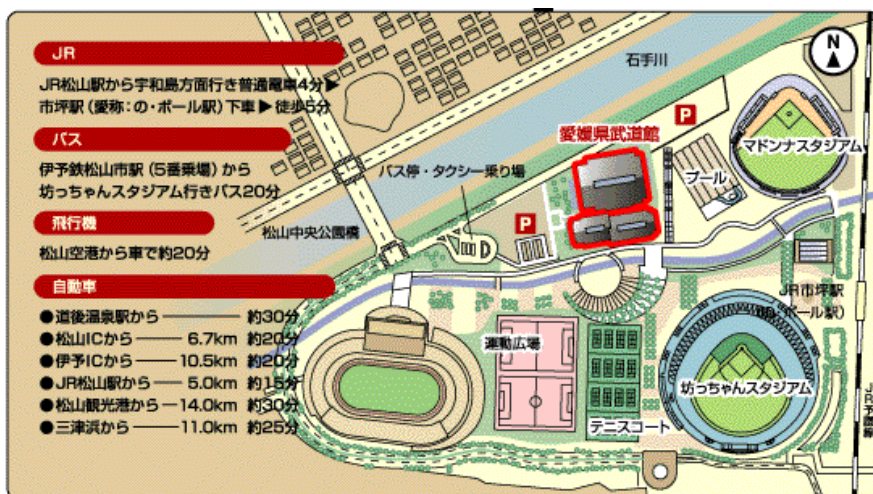 JR
JR松山駅から宇和島方面行き普通電車4分▶
市坪駅(愛称:の・ボール駅)下車▶徒歩5分
バス
伊予鉄松山市駅(5番乗場)から
坊っちゃんスタジアム行きバス20分
飛行機
松山空港から車で約20分
自動車
●道後温泉駅から 約30分
●松山ICから 6.7km 約20分
●伊予ICから 10.5km 約20分
●JR松山駅から 5.0km 約15分
●松山観光港から 14.0km 約30分
●三津浜から 11.0km 約25分
N
石手川
P
愛媛県武道館
マドンナスタジアム
プール
バス停・タクシー乗り場
P
松山中央公園橋
JR市坪駅
(の・ボール駅)
運動広場
坊っちゃんスタジアム
テニスコート
JR予讃線